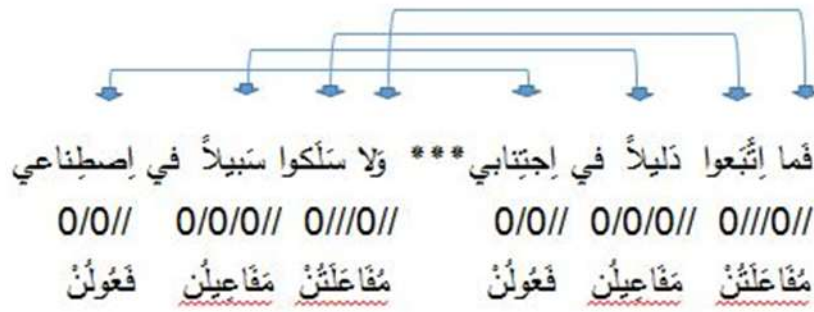 فَما اِتَّبَعوا دَليلاً في اِجتِنابي *** وَلا سَلَكوا سَبيلاً في اِصطِناعي
0///0// 0/0/0// 0/0// 0///0// 0/0/0// 0/0//
مُفَاعَلَتُنْ مَفَاعِيلُن فَعُولُنْ مُفَاعَلَتُنْ مَفَاعِيلُن فَعُولُنْ